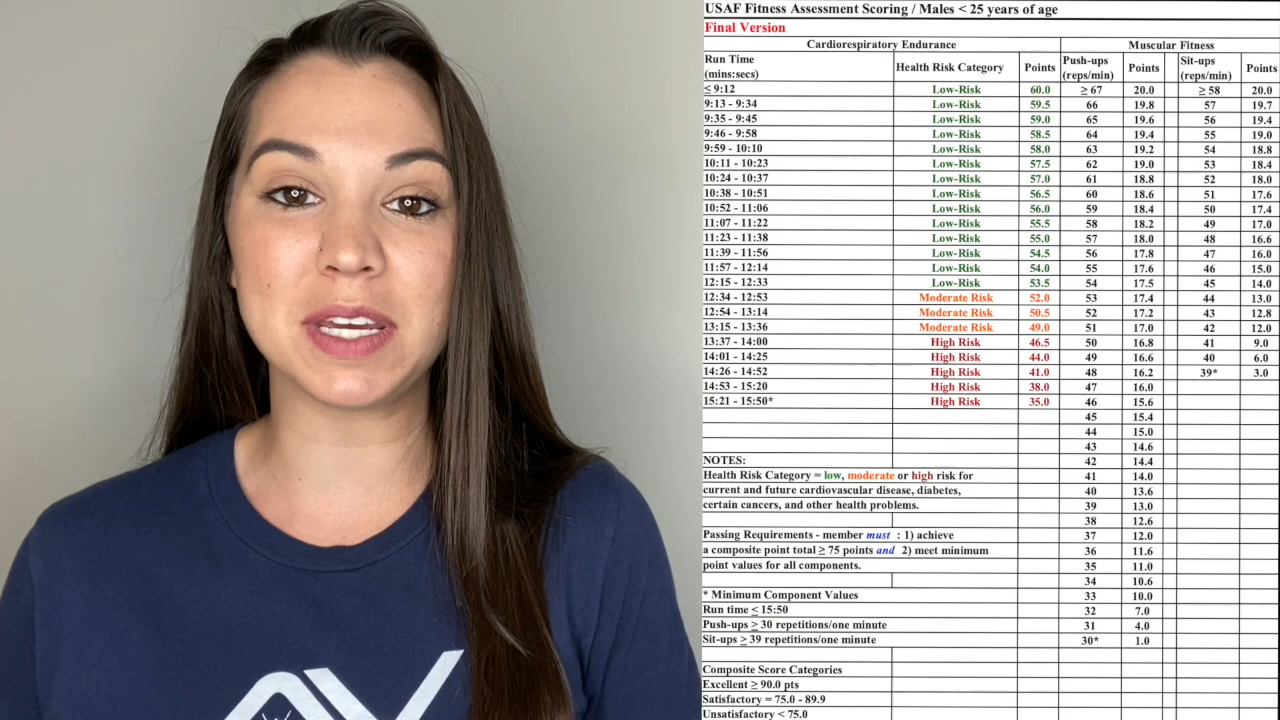 USAF Fitness Assessment Scoring / Males < 25 years of age
Final Version
Cardiorespiratory Endurance Muscular Fitness
Run Time (mins:secs) Health Risk Category Points Push-ups (reps/min) Points Sit-ups (reps/min) Points
≤ 9:12 Low-Risk 60.0 ≥ 67 20.0 ≥ 58 20.0
9:13 - 9:34 Low-Risk 59.5 66 19.8 57 19.7
9:35 - 9:45 Low-Risk 59.0 65 19.6 56 19.4
9:46 - 9:58 Low-Risk 58.5 64 19.4 55 19.0
9:59 - 10:10 Low-Risk 58.0 63 19.2 54 18.8
10:11 - 10:23 Low-Risk 57.5 62 19.0 53 18.4
10:24 - 10:37 Low-Risk 57.0 61 18.8 52 18.0
10:38 - 10:51 Low-Risk 56.5 60 18.6 51 17.6
10:52 - 11:06 Low-Risk 56.0 59 18.4 50 17.4
11:07 - 11:22 Low-Risk 55.5 58 18.2 49 17.0
11:23 - 11:38 Low-Risk 55.0 57 18.0 48 16.6
11:39 - 11:56 Low-Risk 54.5 56 17.8 47 16.0
11:57 - 12:14 Low-Risk 54.0 55 17.6 46 15.0
12:15 - 12:33 Low-Risk 53.5 54 17.5 45 14.0
12:34 - 12:53 Moderate Risk 52.0 53 17.4 44 13.0
12:54 - 13:14 Moderate Risk 50.5 52 17.2 43 12.8
13:15 - 13:36 Moderate Risk 49.0 51 17.0 42 12.0
13:37 - 14:00 High Risk 46.5 50 16.8 41 9.0
14:01 - 14:25 High Risk 44.0 49 16.6 40 6.0
14:26 - 14:52 High Risk 41.0 48 16.2 39* 3.0
14:53 - 15:20 High Risk 38.0 47 16.0
15:21 - 15:50* High Risk 35.0 46 15.6
45 15.4
44 15.0
43 14.6
NOTES: 42 14.4
Health Risk Category = low, moderate or high risk for 41 14.0
current and future cardiovascular disease, diabetes, 40 13.6
certain cancers, and other health problems. 39 13.0
38 12.6
Passing Requirements - member must : 1) achieve 37 12.0
a composite point total ≥ 75 points and 2) meet minimum 36 11.6
point values for all components. 35 11.0
34 10.6
* Minimum Component Values 33 10.0
Run time ≤ 15:50 32 7.0
Push-ups ≥ 30 repetitions/one minute 31 4.0
Sit-ups ≥ 39 repetitions/one minute 30* 1.0
Composite Score Categories
Excellent ≥ 90.0 pts
Satisfactory = 75.0 - 89.9
Unsatisfactory < 75.0